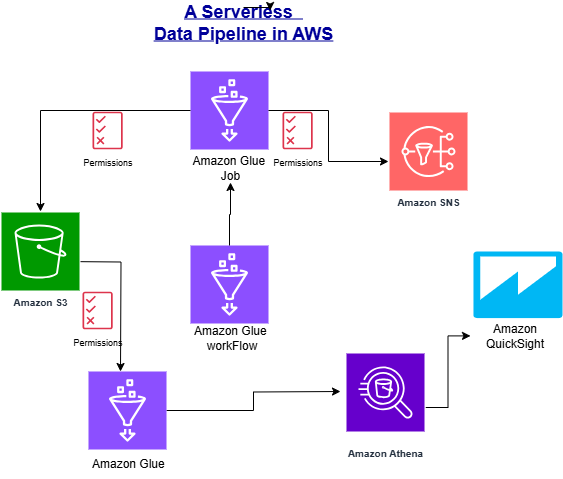 A Serverless
Data Pipeline in AWS
Permissions
Amazon Glue
Job
Permissions
Amazon SNS
Amazon S3
Permissions
Amazon Glue
workFlow
Amazon
QuickSight
Amazon Glue
Amazon Athena